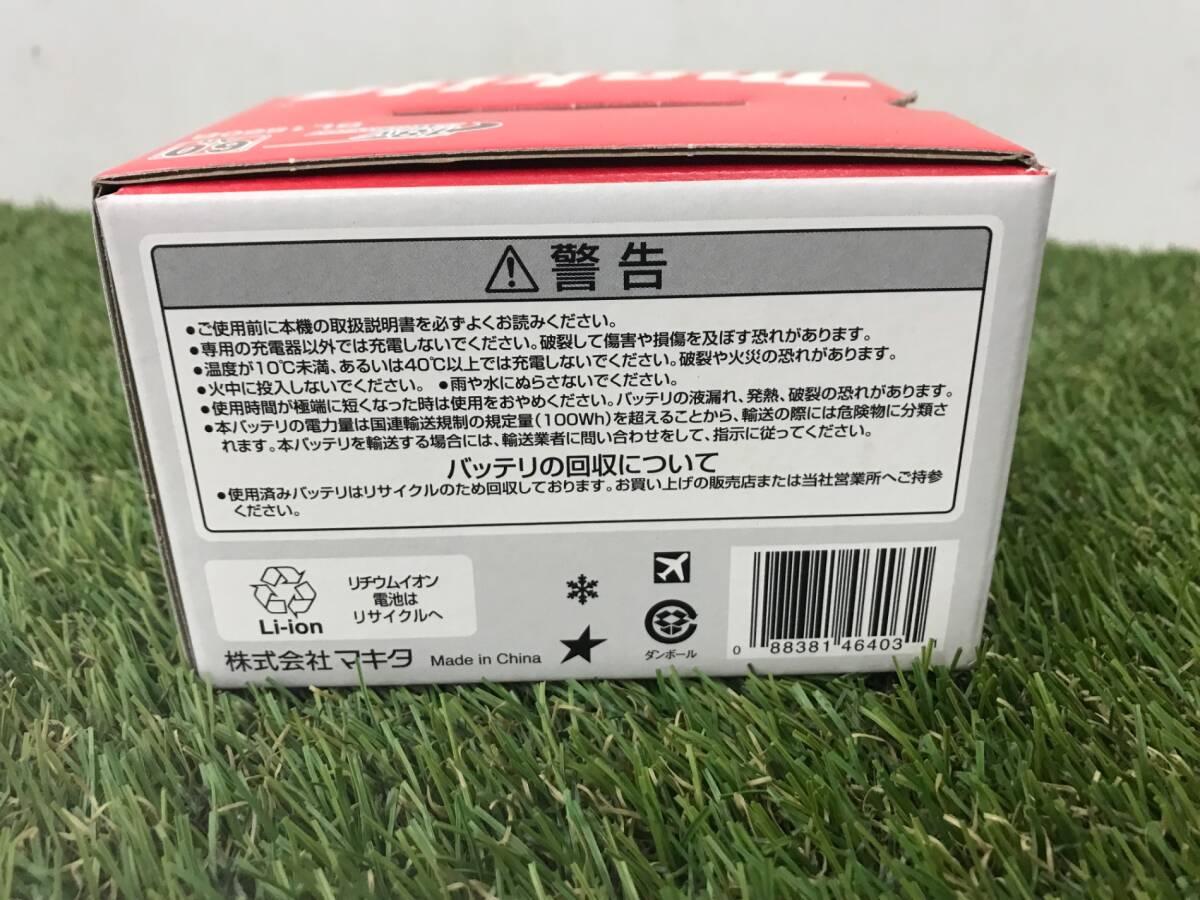 makita
BL1860B
6.0
警告
●ご使用前に本機の取扱説明書を必ずよくお読みください。
●専用の充電器以外では充電しないでください。破裂して傷害や損傷を及ぼす恐れがあります。
●温度が10℃未満、あるいは40℃以上では充電しないでください。破裂や火災の恐れがあります。
●火中に投入しないでください。 ●雨や水にぬらさないでください。
●使用時間が極端に短くなった時は使用をおやめください。バッテリの液漏れ、発熱、破裂の恐れがあります。
●本バッテリの電力量は国連輸送規制の規定量(100Wh)を超えることから、輸送の際には危険物に分類さ
れます。本バッテリを輸送する場合には、輸送業者に問い合わせをして、指示に従ってください。
バッテリの回収について
●使用済みバッテリはリサイクルのため回収しております。お買い上げの販売店または当社営業所へご持参
ください。
Li-ion
リチウムイオン
電池は
リサイクルへ
株式会社マキタ Made in China
ダンボール
0 88381 46403